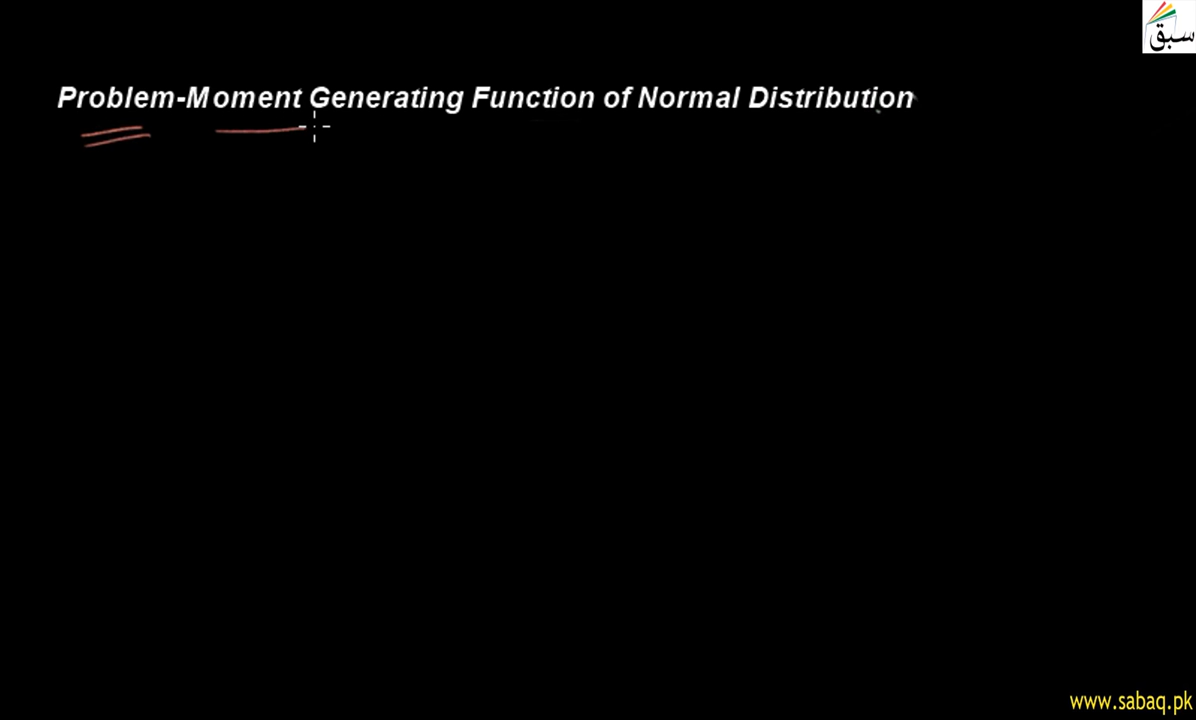 سبق
Problem-Moment Generating Function of Normal Distribution
www.sabaq.pk